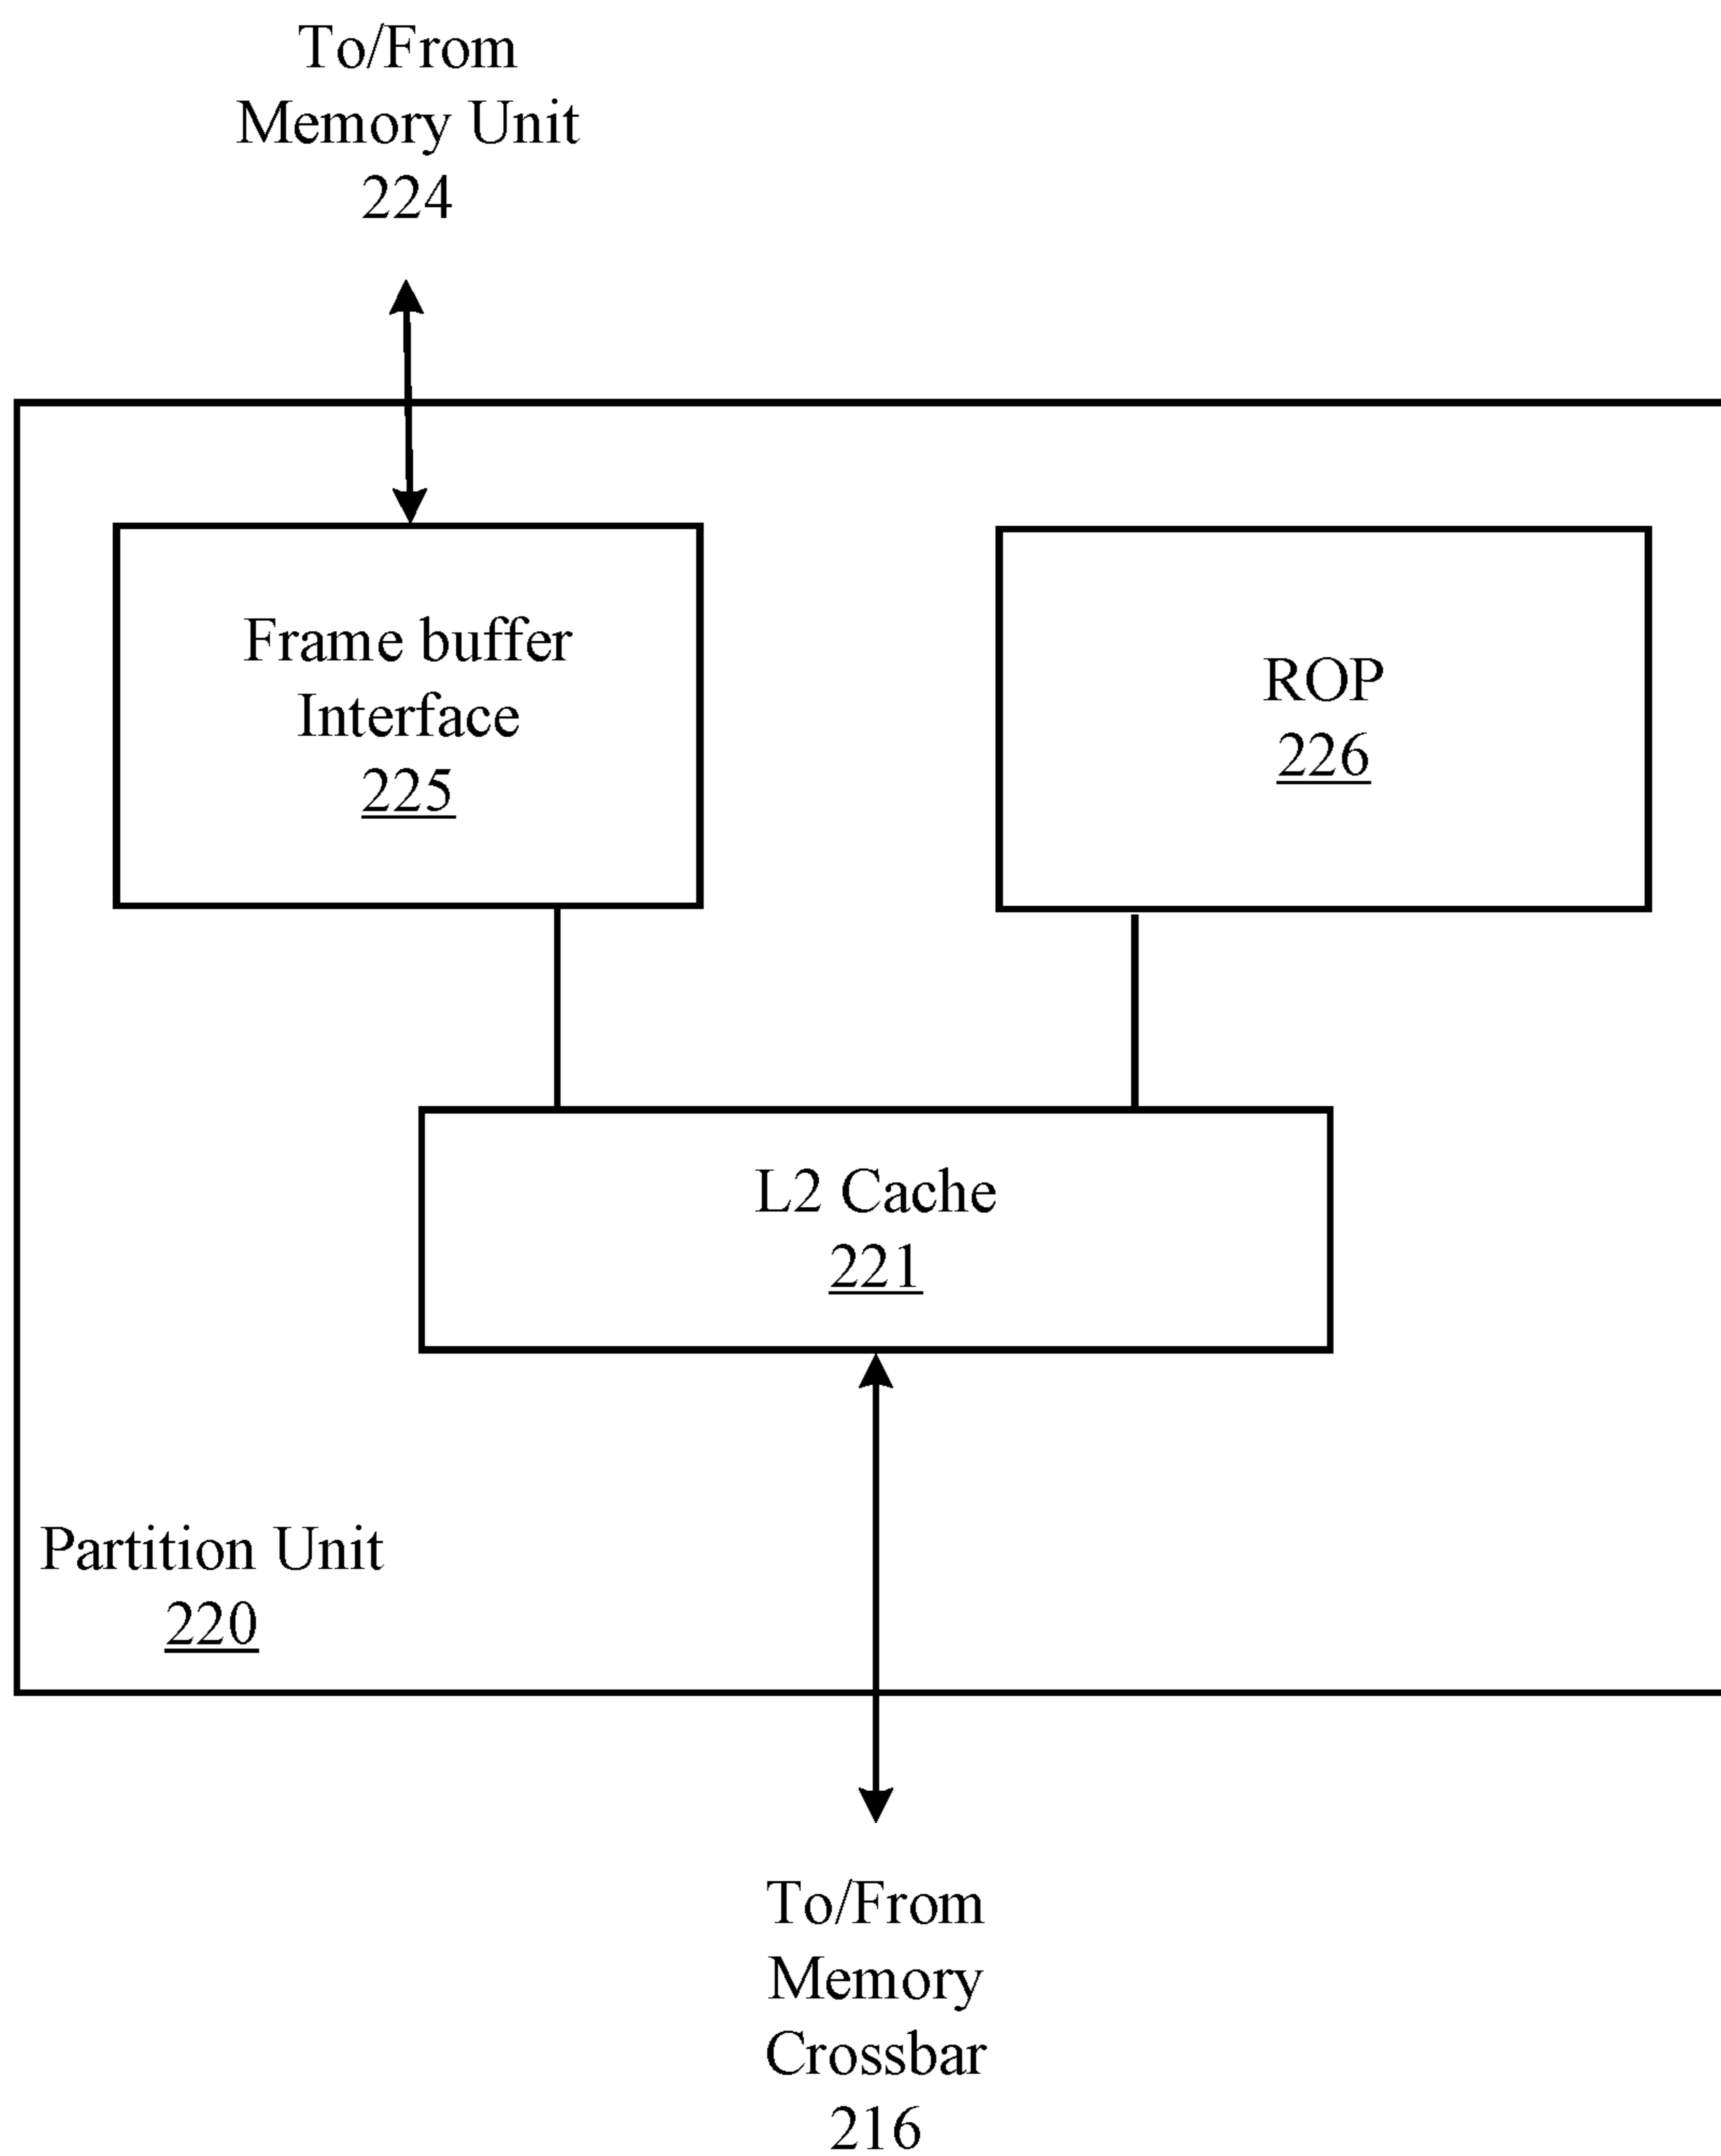 To/From
Memory Unit
224
Frame buffer
Interface
225
ROP
226
L2 Cache
221
Partition Unit
220
To/From
Memory
Crossbar
216